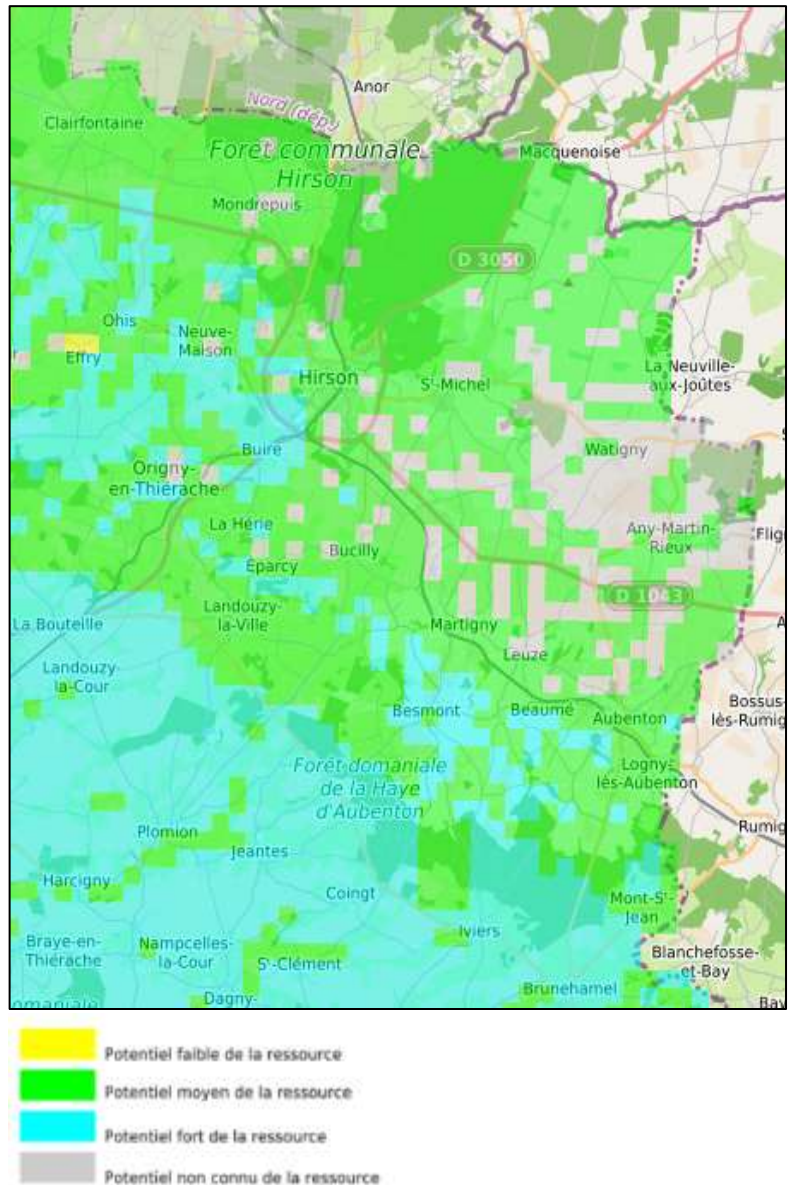 Anor
Nord (dép)
Clairfontaine
Forêt communale
Hirson
Macquenoise
Mondrepuis
D 3050
Ohis
Neuve-
Maison
Effry
Hirson
St-Michel
La Neuville-
aux-Joûtes
Buire
Watigny
Origny-
en-Thiérache
La Hérie
Any-Martin-
Rieux
Flig
Bucilly
Éparcy
D 1043
Landouzy-
la-Ville
La Bouteille
Martigny
A
Landouzy-
la-Cour
Leuze
Besmont
Beaumé
Aubenton
Bossus-
lès-Rumig
Forêt domaniale
de la Haye
d'Aubenton
Logny-
lès-Aubenton
Plomion
Rumig
Jeantes
Harcigny
Coingt
Mont-St-
Jean
Iviers
Braye-en-
Thiérache
Nampcelles-
la-Cour
St-Clément
Blanchefosse-
et-Bay
Brunehamel
Dagny-
omaniale
Bay
Potentiel faible de la ressource
Potentiel moyen de la ressource
Potentiel fort de la ressource
Potentiel non connu de la ressource